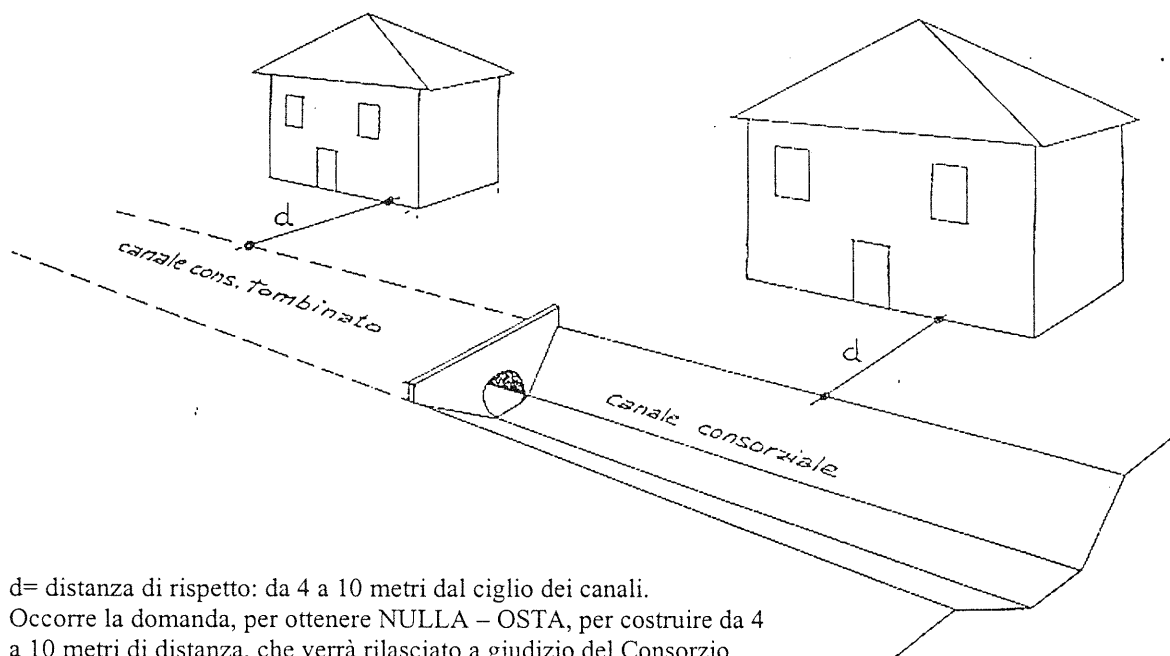 d
canale cons. tombinato
d
canale consorziale
d= distanza di rispetto: da 4 a 10 metri dal ciglio dei canali.
Occorre la domanda, per ottenere NULLA – OSTA, per costruire da 4
a 10 metri di distanza, che verrà rilasciato a giudizio del Consorzio